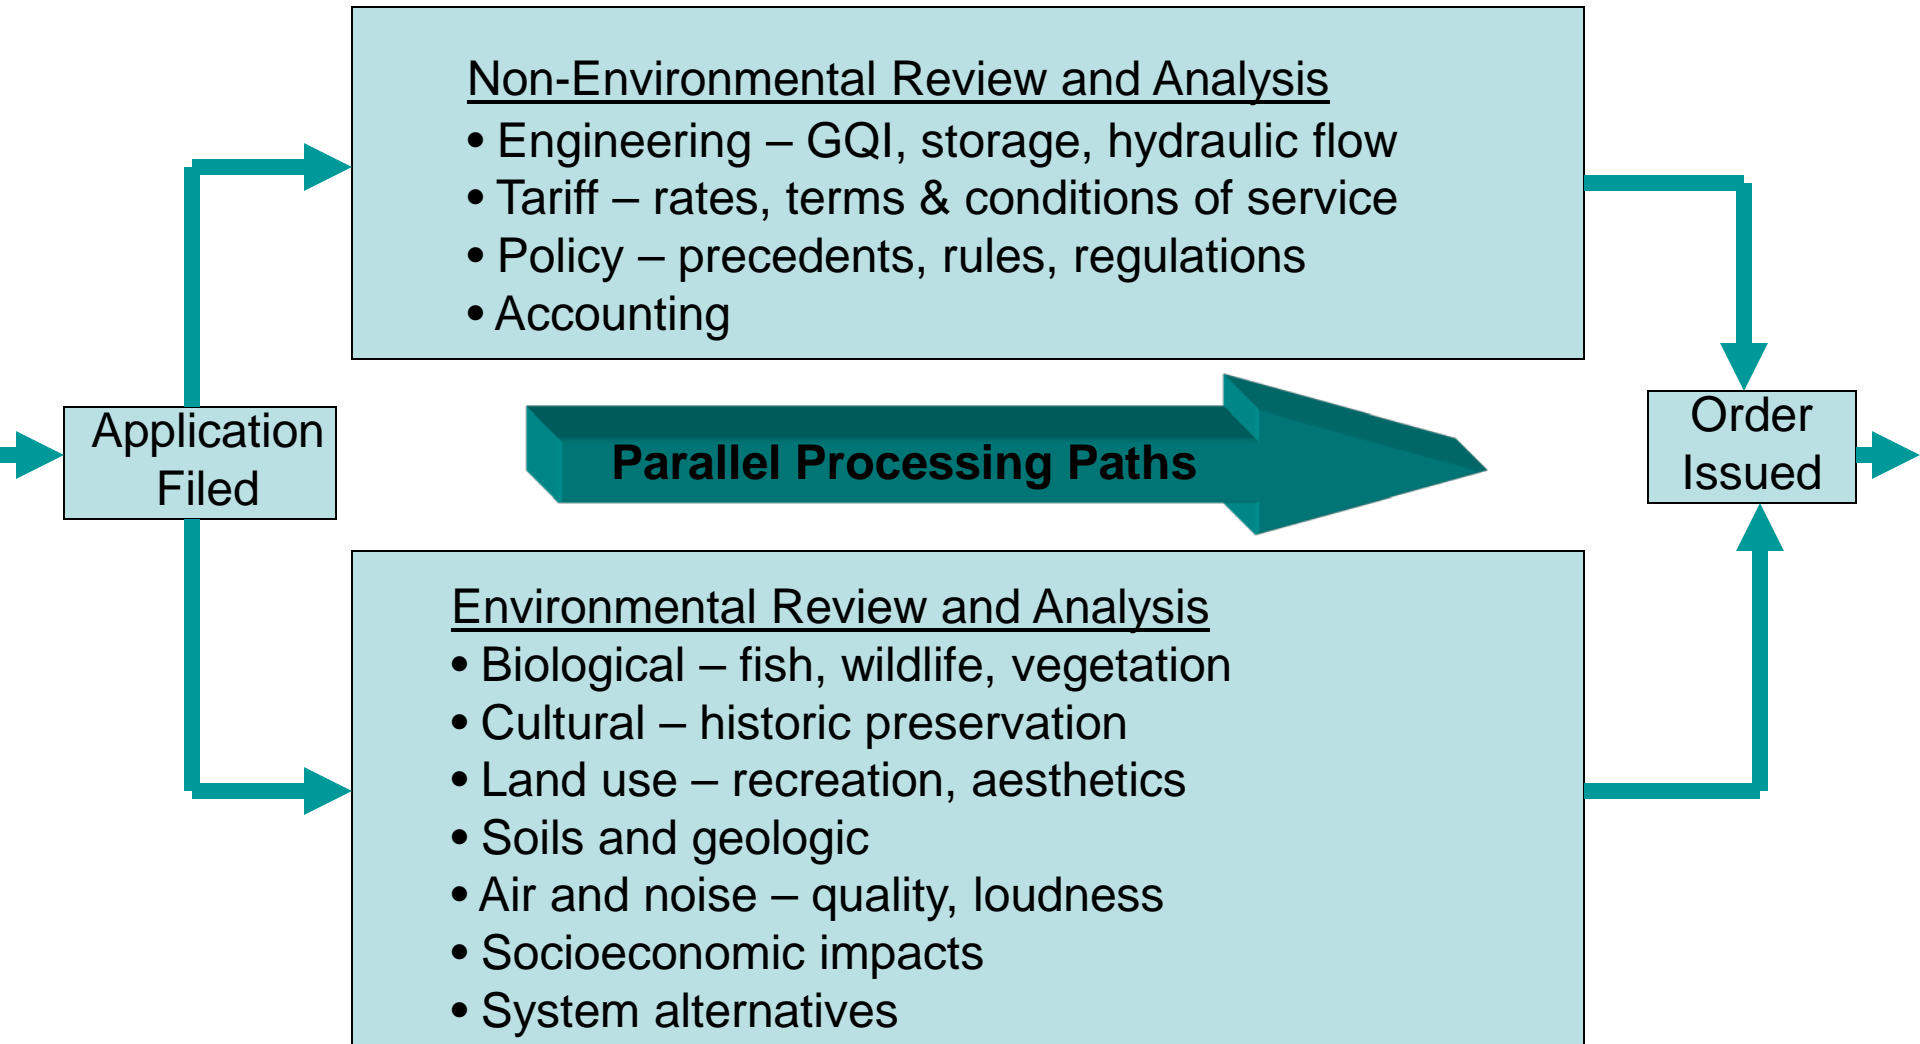 Non-Environmental Review and Analysis
• Engineering – GQI, storage, hydraulic flow
• Tariff – rates, terms & conditions of service
• Policy – precedents, rules, regulations
• Accounting
Application
Filed
Parallel Processing Paths
Order
Issued
Environmental Review and Analysis
• Biological – fish, wildlife, vegetation
• Cultural – historic preservation
• Land use – recreation, aesthetics
• Soils and geologic
• Air and noise – quality, loudness
• Socioeconomic impacts
• System alternatives